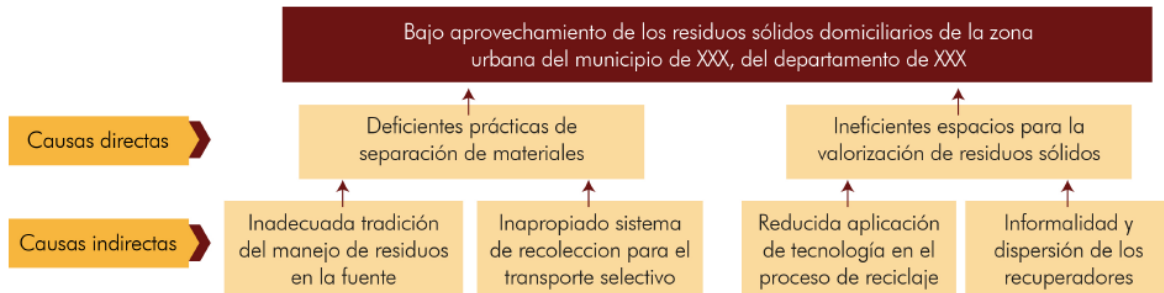 Bajo aprovechamiento de los residuos sólidos domiciliarios de la zona
urbana del municipio de XXX, del departamento de XXX
Causas directas
Deficientes prácticas de
separación de materiales
Ineficientes espacios para la
valorización de residuos sólidos
Causas indirectas
Inadecuada tradición
del manejo de residuos
en la fuente
Inapropiado sistema
de recoleccion para el
transporte selectivo
Reducida aplicación
de tecnología en el
proceso de reciclaje
Informalidad y
dispersión de los
recuperadores